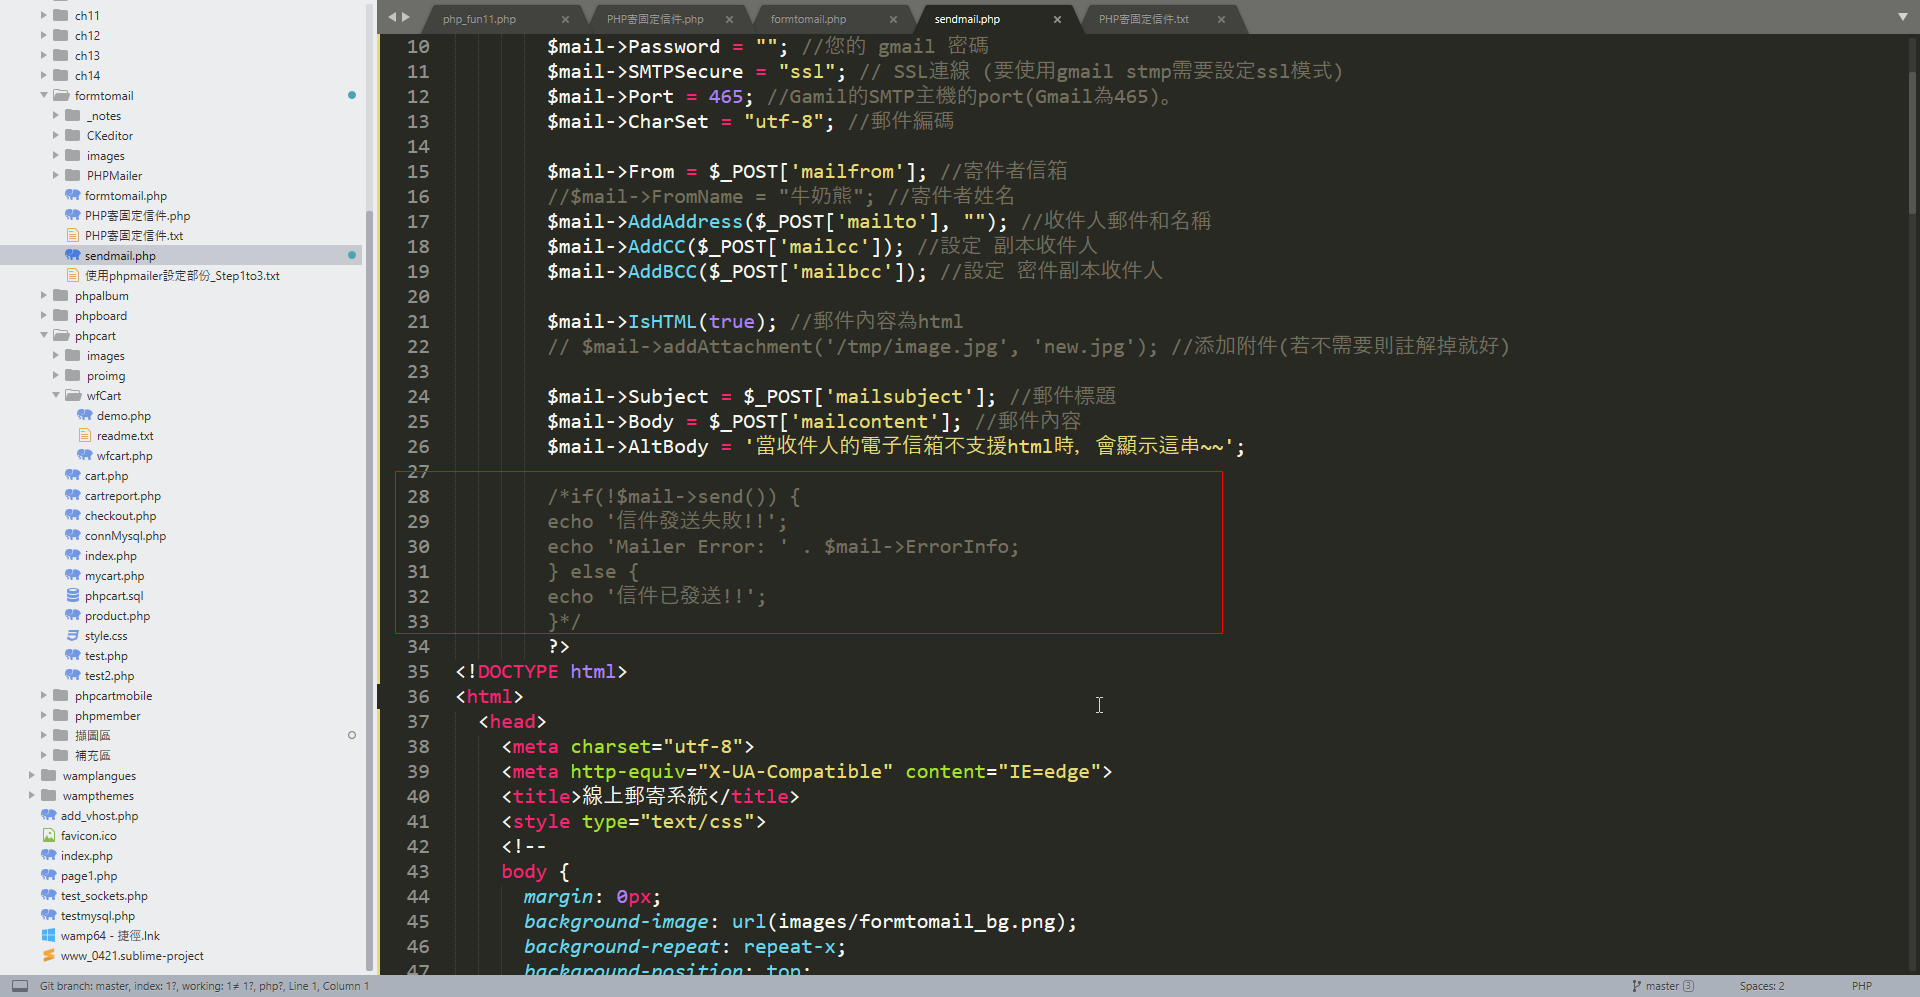 ch11
ch12
ch13
ch14
formtomail
_notes
CKeditor
images
PHPMailer
formtomail.php
PHP寄固定信件.php
PHP寄固定信件.txt
sendmail.php
使用phpmailer設定部份_Step1to3.txt
phpalbum
phpboard
phpcart
images
proimg
wfCart
demo.php
readme.txt
wfcart.php
cart.php
cartreport.php
checkout.php
connMysql.php
index.php
mycart.php
phpcart.sql
product.php
style.css
test.php
test2.php
phpcartmobile
phpmember
擷圖區
補充區
wamplangues
wampthemes
add_vhost.php
favicon.ico
index.php
page1.php
test_sockets.php
testmysql.php
wamp64 - 捷徑.lnk
www_0421.sublime-project
php_fun11.php × PHP寄固定信件.php × formtomail.php × sendmail.php × PHP寄固定信件.txt ×
10 $mail->Password = ""; //您的 gmail 密碼
11 $mail->SMTPSecure = "ssl"; // SSL連線 (要使用gmail stmp需要設定ssl模式)
12 $mail->Port = 465; //Gamil的SMTP主機的port(Gmail為465)。
13 $mail->CharSet = "utf-8"; //郵件編碼
14
15 $mail->From = $_POST['mailfrom']; //寄件者信箱
16 //$mail->FromName = "牛奶熊"; //寄件者姓名
17 $mail->AddAddress($_POST['mailto'], ""); //收件人郵件和名稱
18 $mail->AddCC($_POST['mailcc']); //設定 副本收件人
19 $mail->AddBCC($_POST['mailbcc']); //設定 密件副本收件人
20
21 $mail->IsHTML(true); //郵件內容為html
22 // $mail->addAttachment('/tmp/image.jpg', 'new.jpg'); //添加附件(若不需要則註解掉就好)
23
24 $mail->Subject = $_POST['mailsubject']; //郵件標題
25 $mail->Body = $_POST['mailcontent']; //郵件內容
26 $mail->AltBody = '當收件人的電子信箱不支援html時，會顯示這串~~';
27
28 /*if(!$mail->send()) {
29 echo '信件發送失敗!!';
30 echo 'Mailer Error: ' . $mail->ErrorInfo;
31 } else {
32 echo '信件已發送!!';
33 }*/
34 ?>
35 <!DOCTYPE html>
36 <html>
37 <head>
38 <meta charset="utf-8">
39 <meta http-equiv="X-UA-Compatible" content="IE=edge">
40 <title>線上郵寄系統</title>
41 <style type="text/css">
42 <!--
43 body {
44 margin: 0px;
45 background-image: url(images/formtomail_bg.png);
46 background-repeat: repeat-x;
47 background-position: top;
Git branch: master, index: 1?, working: 1≠ 1?, php?, Line 1, Column 1 master 3 Spaces: 2 PHP